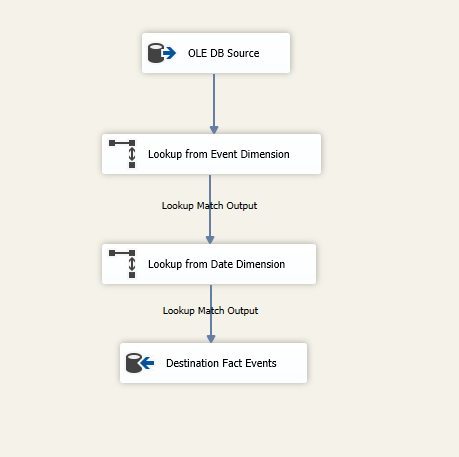 OLE DB Source
Lookup from Event Dimension
Lookup Match Output
Lookup from Date Dimension
Lookup Match Output
Destination Fact Events